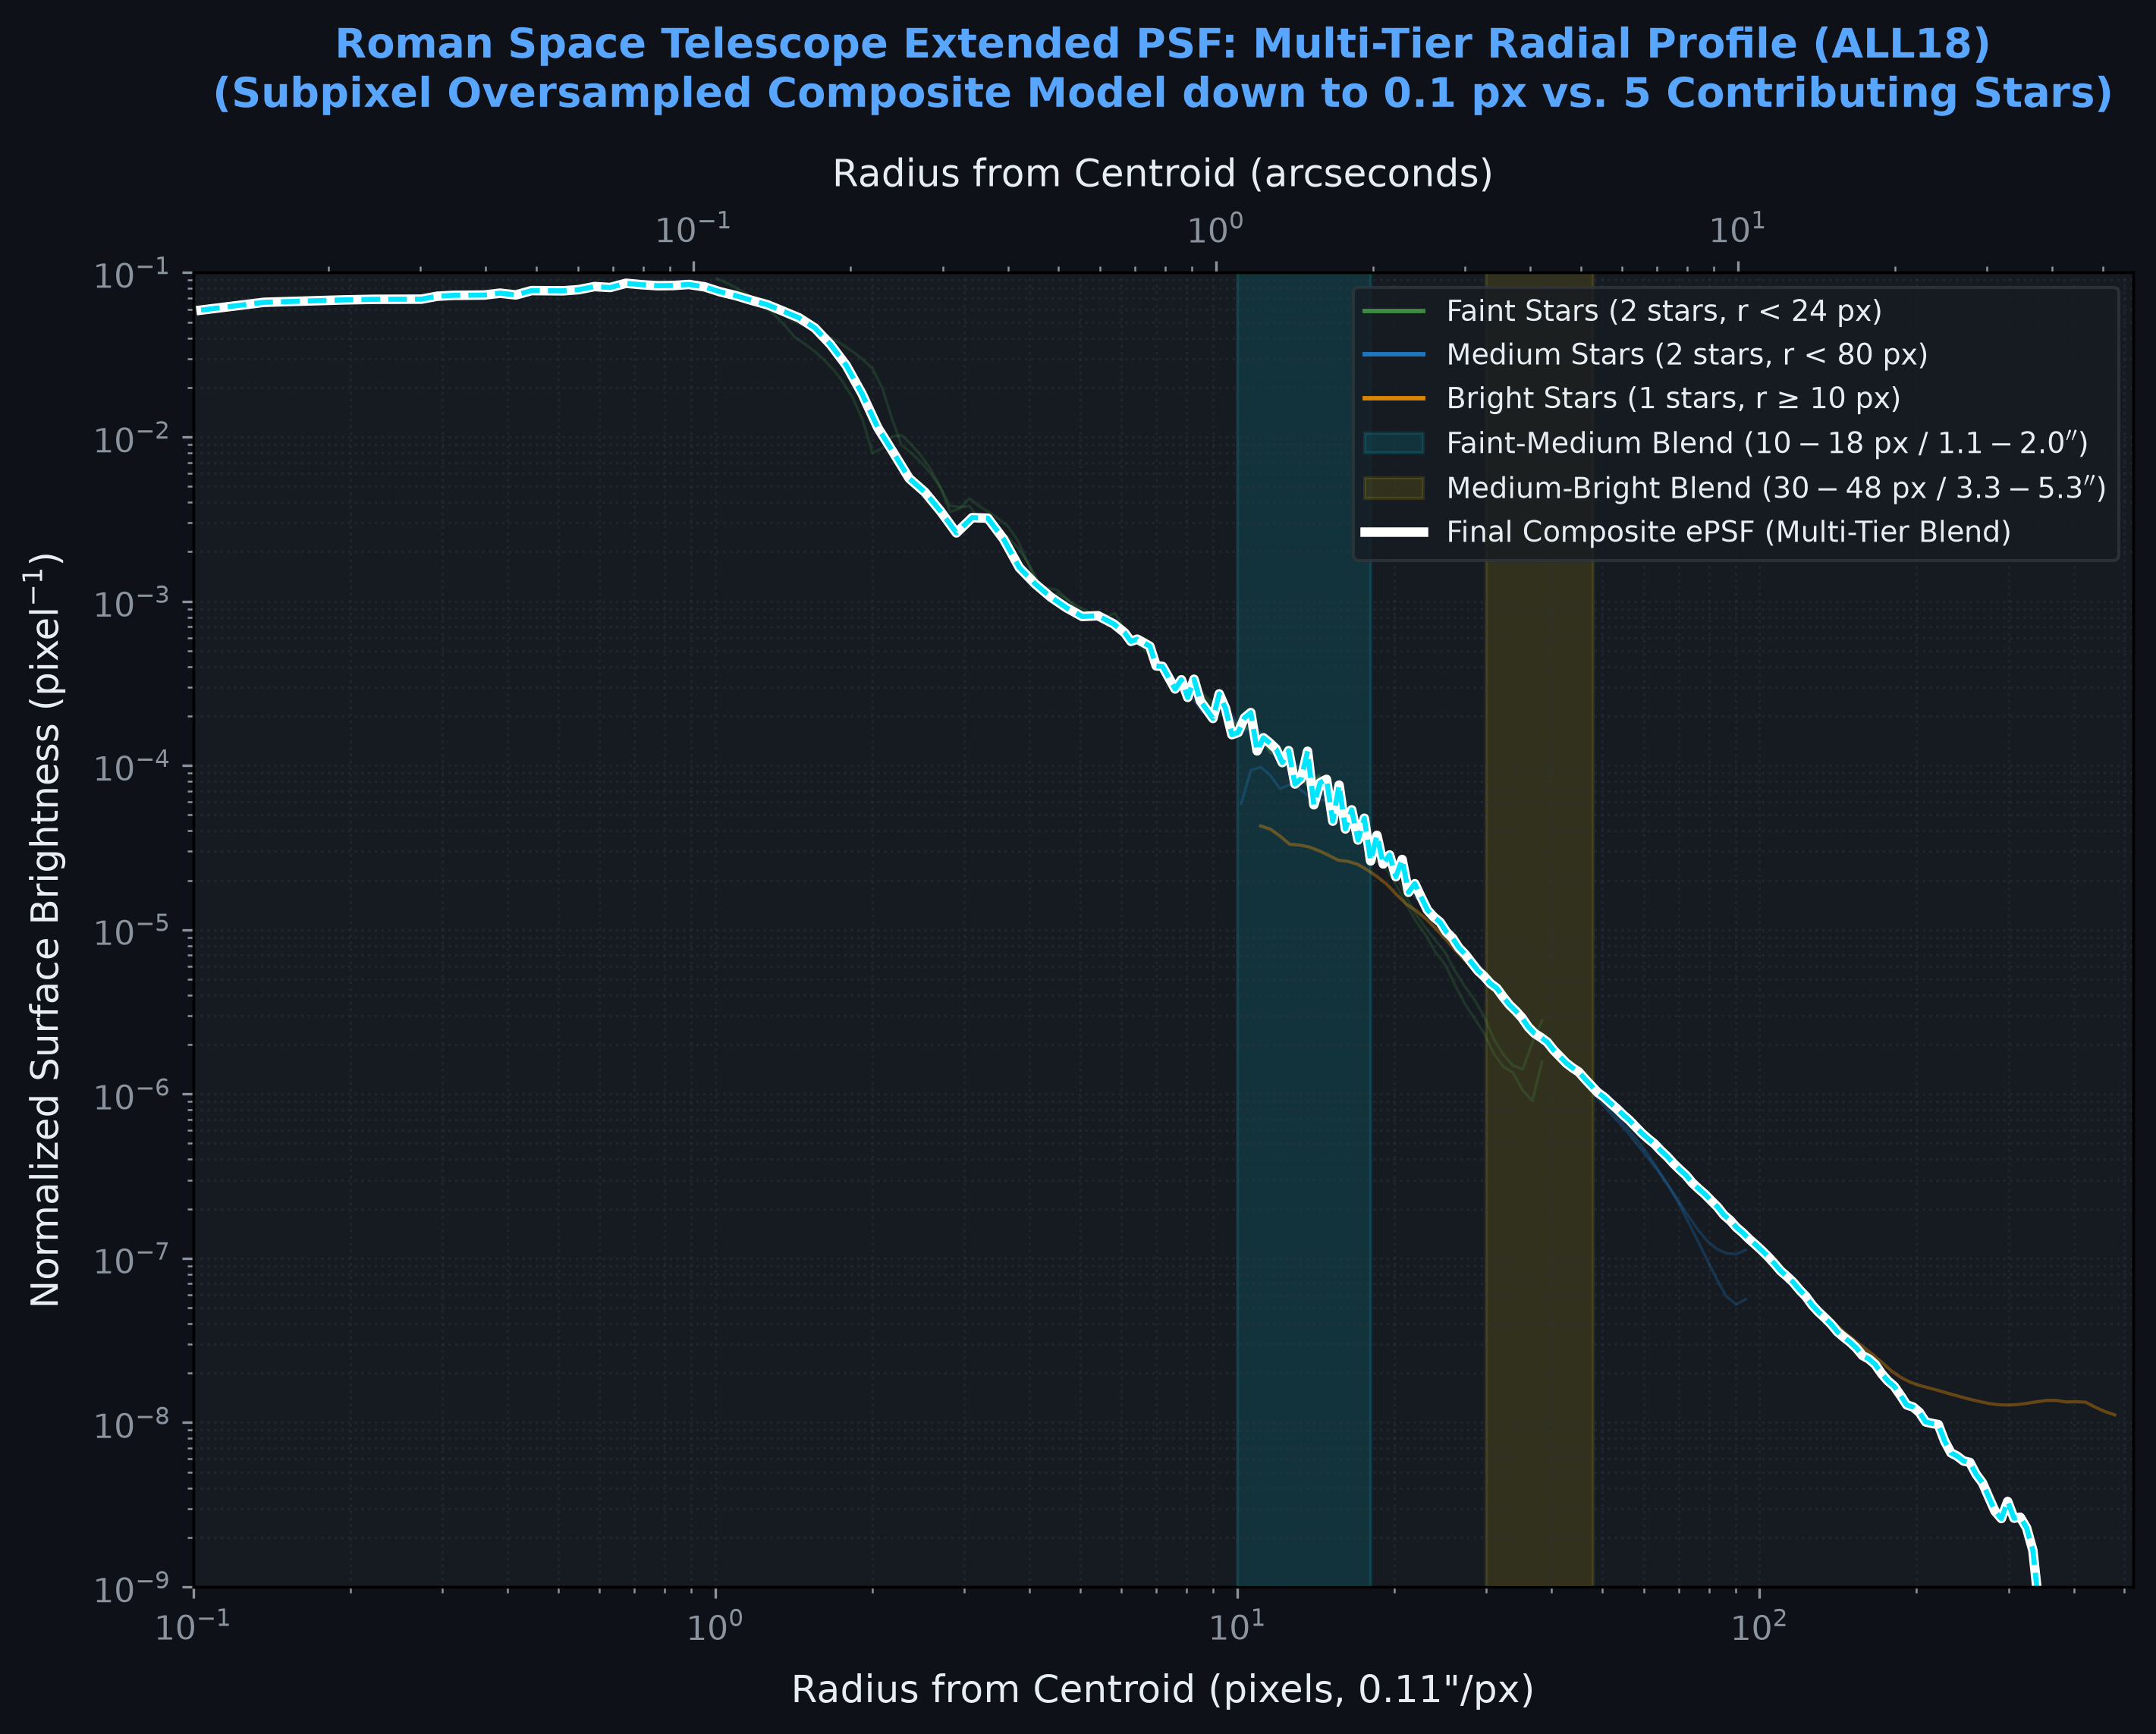 Roman Space Telescope Extended PSF: Multi-Tier Radial Profile (ALL18)
(Subpixel Oversampled Composite Model down to 0.1 px vs. 5 Contributing Stars)
Radius from Centroid (arcseconds)
10⁻¹ 10⁰ 10¹
Faint Stars (2 stars, r < 24 px)
Medium Stars (2 stars, r < 80 px)
Bright Stars (1 stars, r ≥ 10 px)
Faint-Medium Blend (10 − 18 px / 1.1 − 2.0″)
Medium-Bright Blend (30 − 48 px / 3.3 − 5.3″)
Final Composite ePSF (Multi-Tier Blend)
Normalized Surface Brightness (pixel⁻¹)
10⁻¹
10⁻²
10⁻³
10⁻⁴
10⁻⁵
10⁻⁶
10⁻⁷
10⁻⁸
10⁻⁹
10⁻¹ 10⁰ 10¹ 10²
Radius from Centroid (pixels, 0.11"/px)